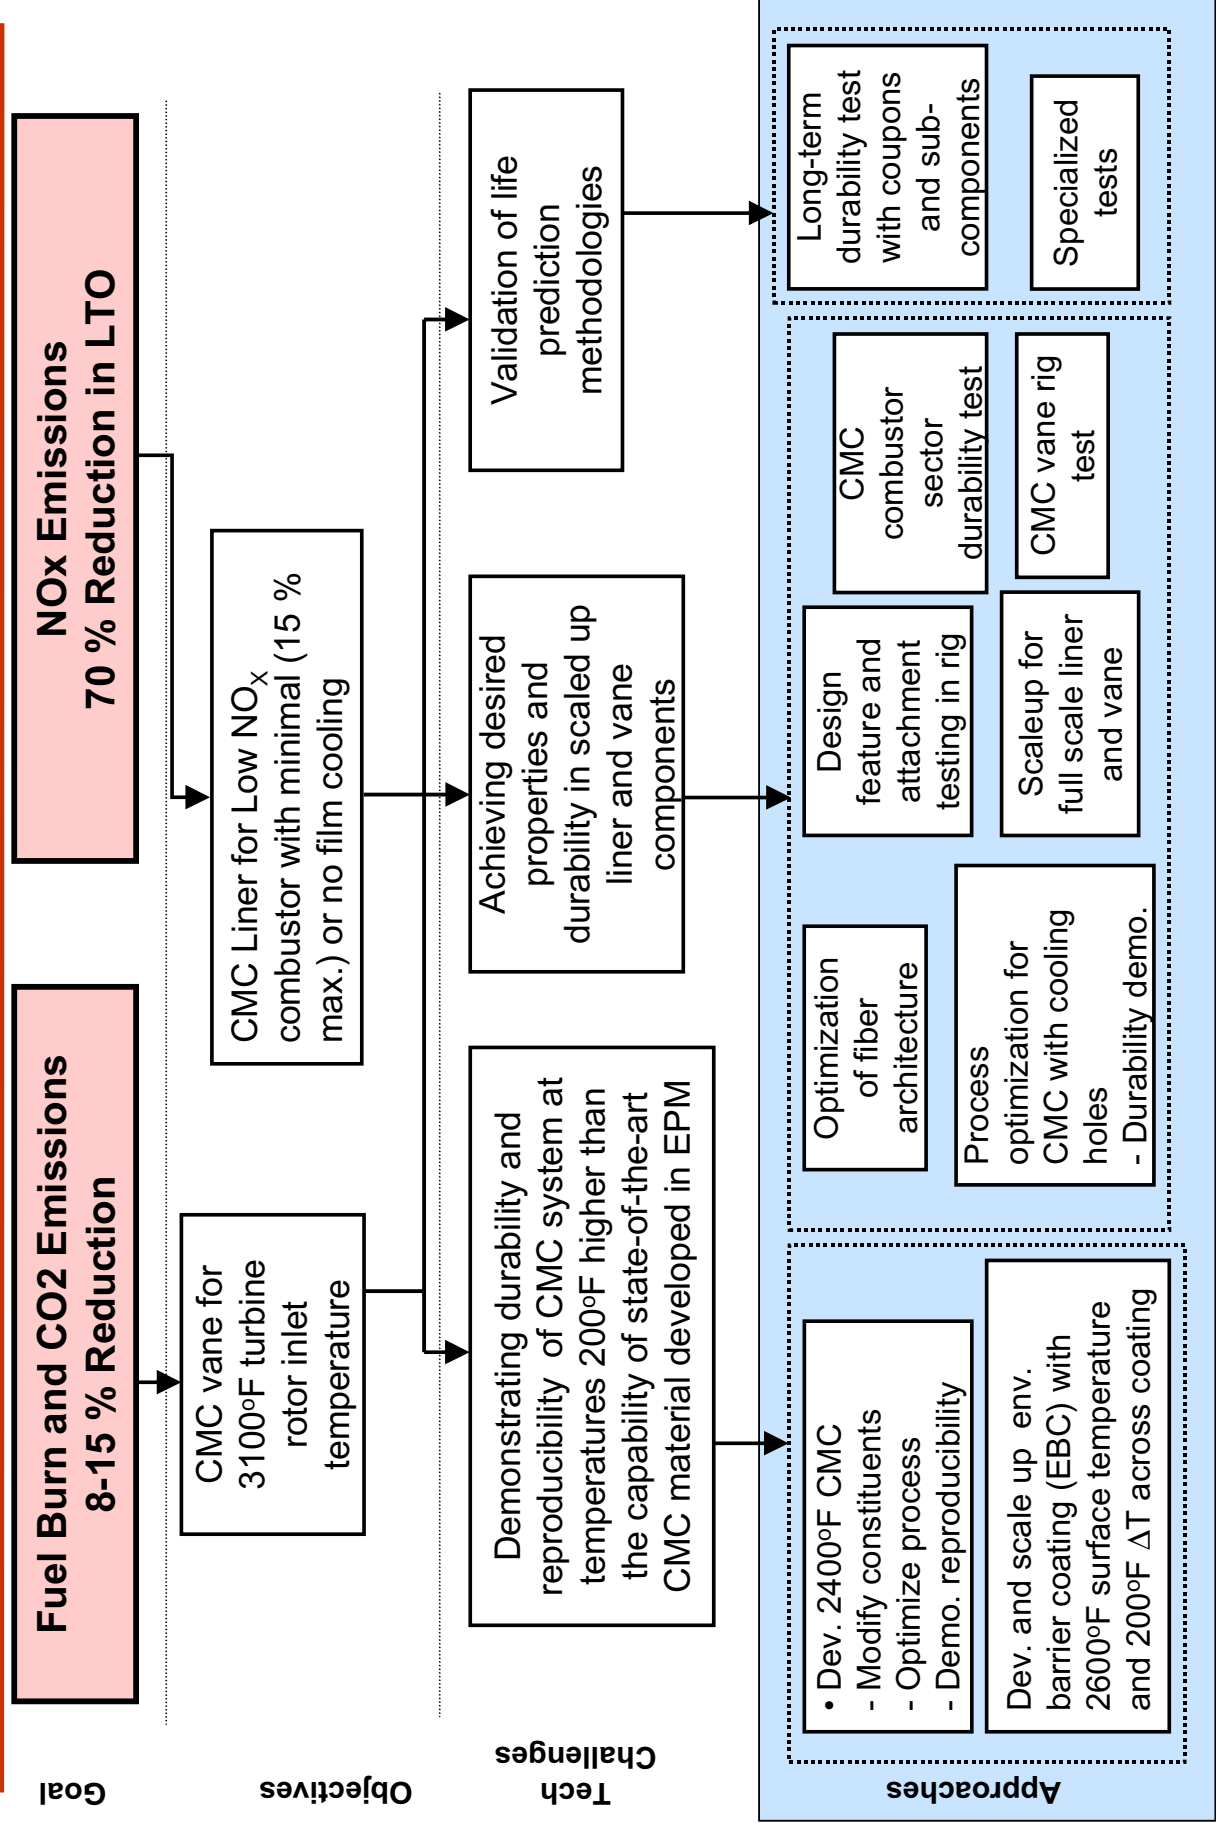 Goal
Fuel Burn and CO2 Emissions
8-15 % Reduction
NOx Emissions
70 % Reduction in LTO
Objectives
CMC vane for
3100ºF turbine
rotor inlet
temperature
CMC Liner for Low NOX
combustor with minimal (15 %
max.) or no film cooling
Tech
Challenges
Demonstrating durability and
reproducibility of CMC system at
temperatures 200ºF higher than
the capability of state-of-the-art
CMC material developed in EPM
Achieving desired
properties and
durability in scaled up
liner and vane
components
Validation of life
prediction
methodologies
Approaches
• Dev. 2400ºF CMC
- Modify constituents
- Optimize process
- Demo. reproducibility
Dev. and scale up env.
barrier coating (EBC) with
2600ºF surface temperature
and 200ºF ΔT across coating
Optimization
of fiber
architecture
Process
optimization for
CMC with cooling
holes
- Durability demo.
Design
feature and
attachment
testing in rig
Scaleup for
full scale liner
and vane
CMC
combustor
sector
durability test
CMC vane rig
test
Long-term
durability test
with coupons
and sub-
components
Specialized
tests